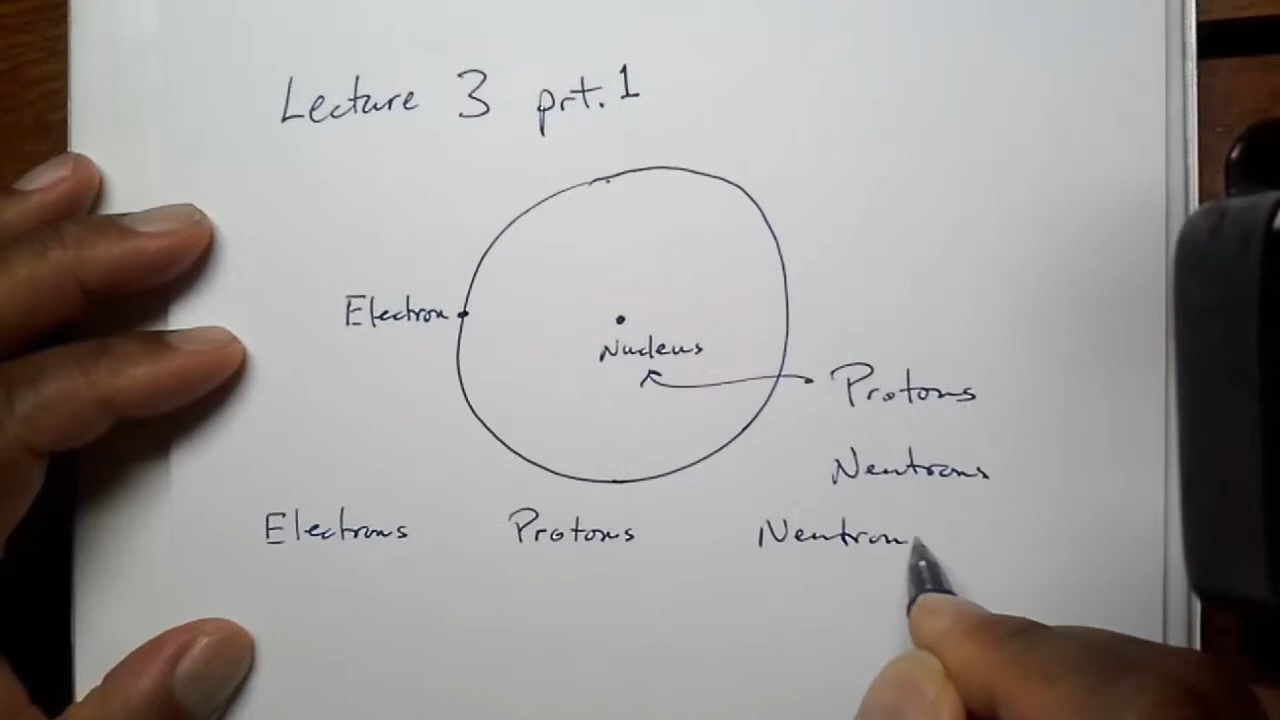 Lecture 3 prt. 1
Electron
Nucleus
Protons
Neutrons
Electrons Protons Neutron